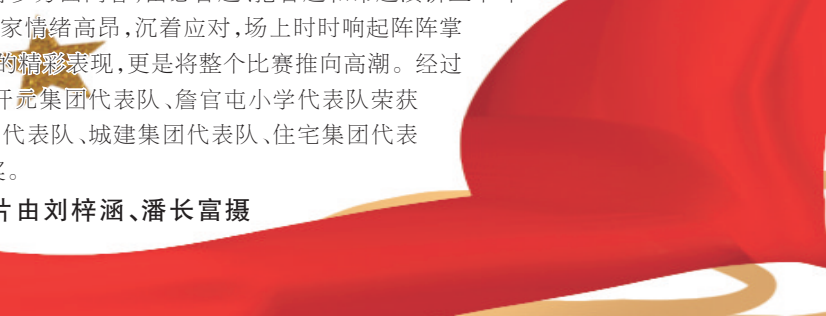 家情绪高昂，沉着应对，场上时时响起阵阵掌
的精彩表现，更是将整个比赛推向高潮。经过
开元集团代表队、詹官屯小学代表队荣获
代表队、城建集团代表队、住宅集团代表
奖。
片由刘梓涵、潘长富摄